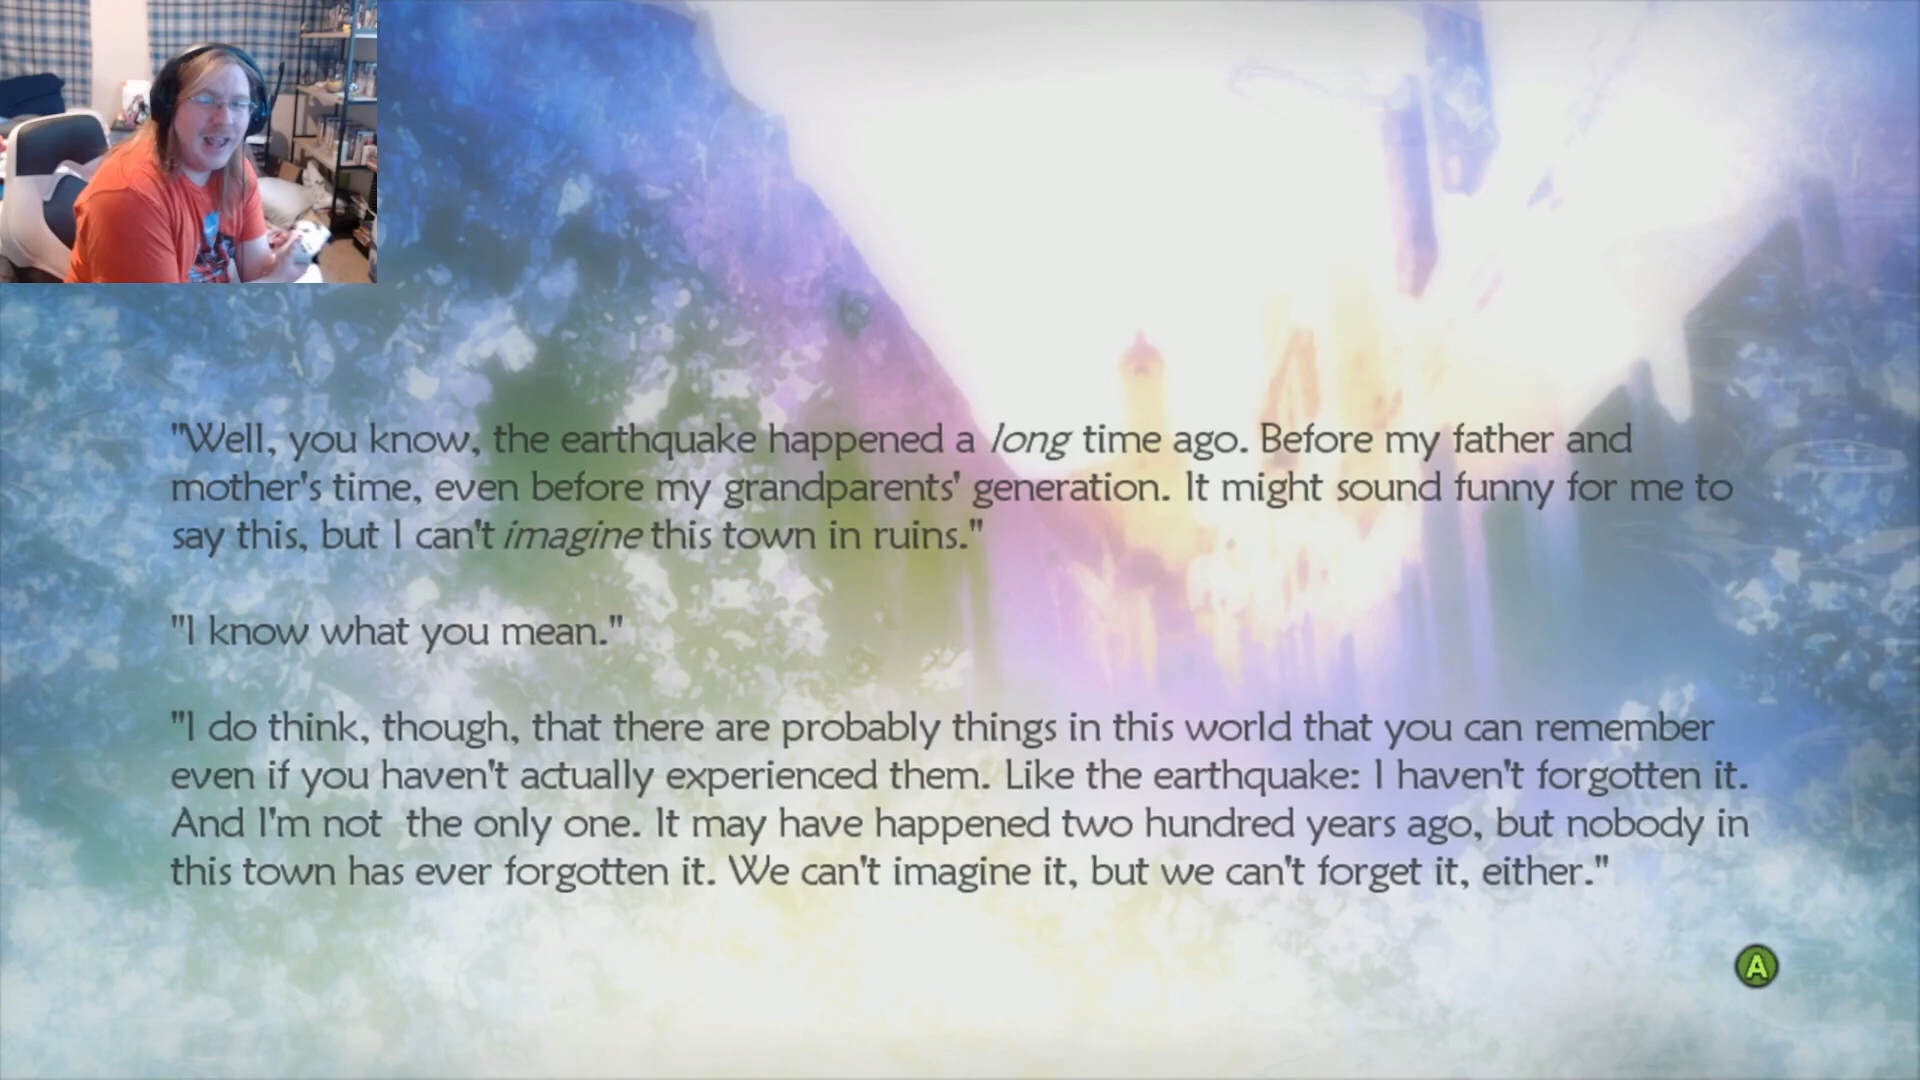 "Well, you know, the earthquake happened a long time ago. Before my father and
mother's time, even before my grandparents' generation. It might sound funny for me to
say this, but I can't imagine this town in ruins."
"I know what you mean."
"I do think, though, that there are probably things in this world that you can remember
even if you haven't actually experienced them. Like the earthquake: I haven't forgotten it.
And I'm not  the only one. It may have happened two hundred years ago, but nobody in
this town has ever forgotten it. We can't imagine it, but we can't forget it, either."
A